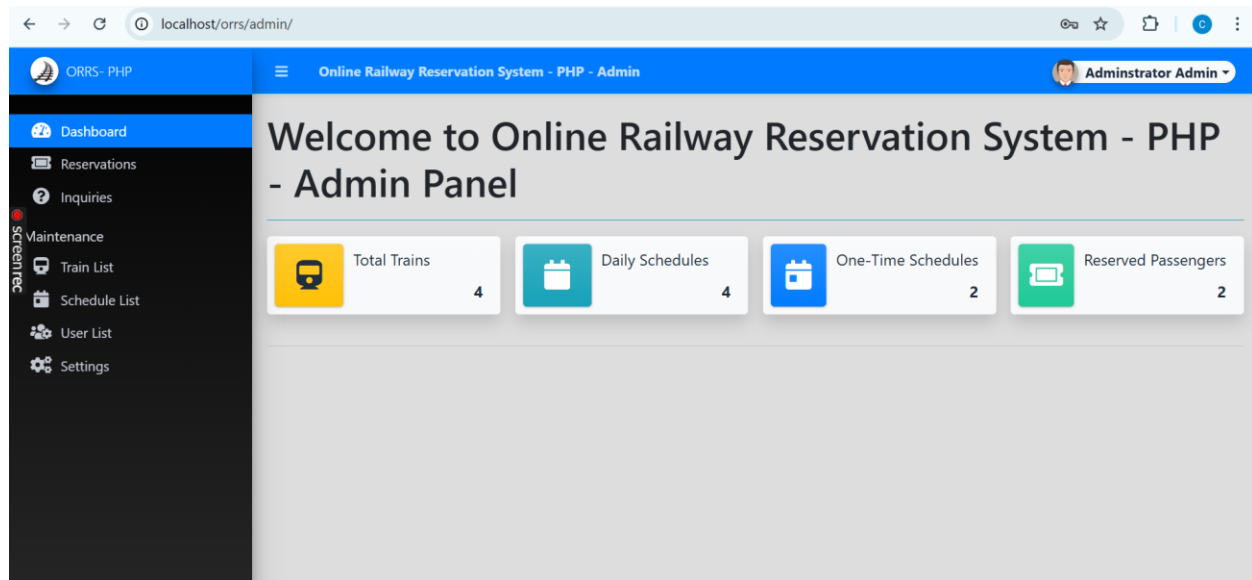 localhost/orrs/admin/
C
ORRS- PHP
Online Railway Reservation System - PHP - Admin
Adminstrator Admin
Dashboard
Reservations
Inquiries
Maintenance
Train List
Schedule List
User List
Settings
screenrec
Welcome to Online Railway Reservation System - PHP
- Admin Panel
Total Trains
4
Daily Schedules
4
One-Time Schedules
2
Reserved Passengers
2